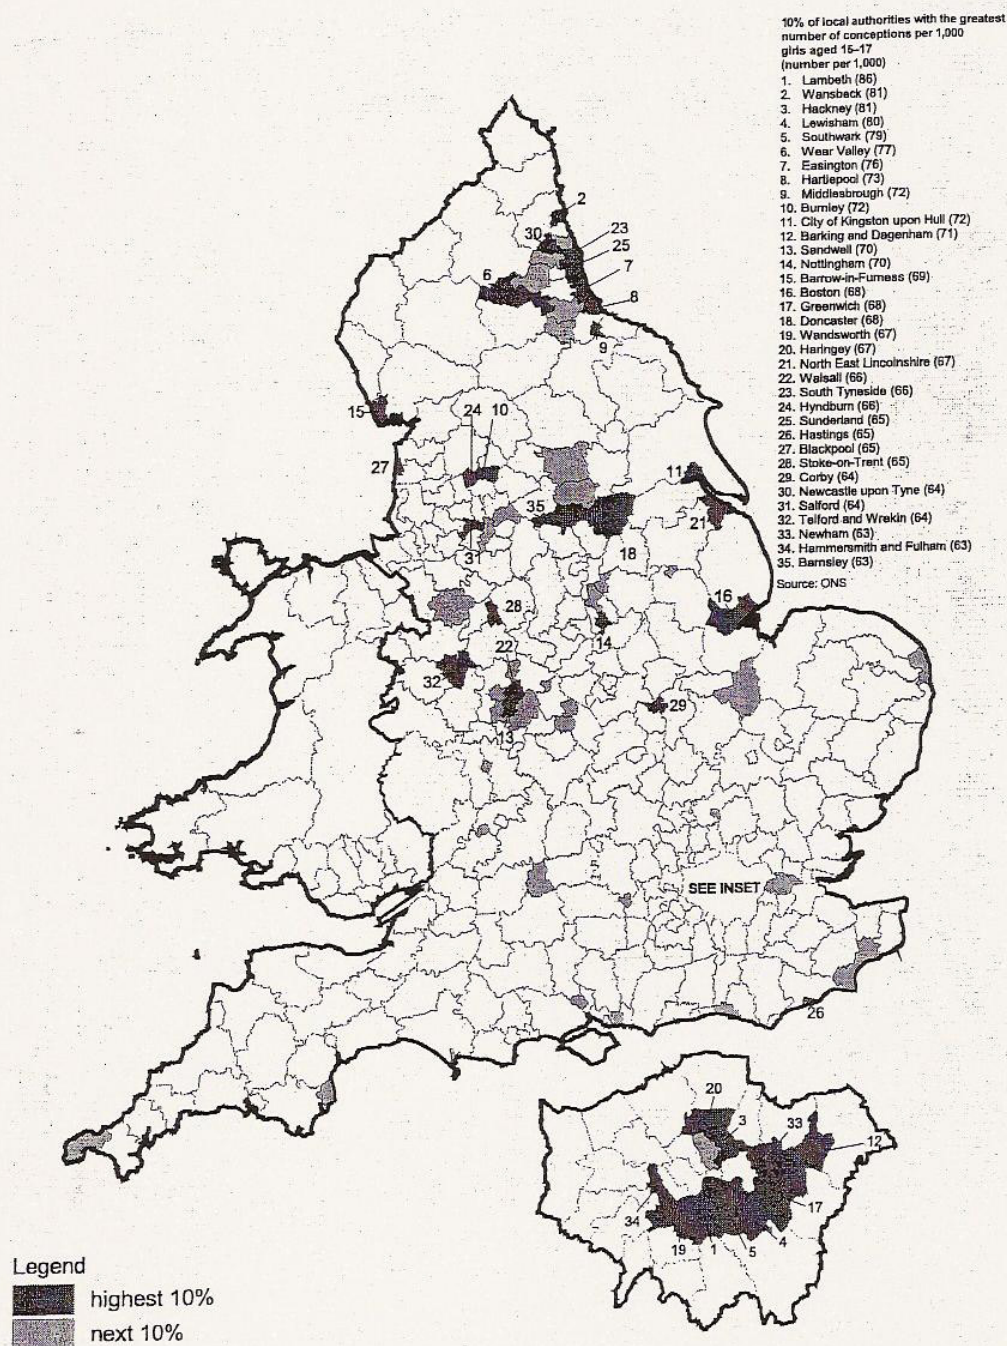 10% of local authorities with the greatest
number of conceptions per 1,000
girls aged 15–17
(number per 1,000)
1. Lambeth (86)
2. Wansbeck (81)
3. Hackney (81)
4. Lewisham (80)
5. Southwark (79)
6. Wear Valley (77)
7. Easington (76)
8. Hartlepool (73)
9. Middlesbrough (72)
10. Burnley (72)
11. City of Kingston upon Hull (72)
12. Barking and Dagenham (71)
13. Sandwell (70)
14. Nottingham (70)
15. Barrow-in-Furness (69)
16. Boston (68)
17. Greenwich (68)
18. Doncaster (68)
19. Wandsworth (67)
20. Haringey (67)
21. North East Lincolnshire (67)
22. Walsall (66)
23. South Tyneside (66)
24. Hyndburn (66)
25. Sunderland (65)
26. Hastings (65)
27. Blackpool (65)
28. Stoke-on-Trent (65)
29. Corby (64)
30. Newcastle upon Tyne (64)
31. Salford (64)
32. Telford and Wrekin (64)
33. Newham (63)
34. Hammersmith and Fulham (63)
35. Barnsley (63)
Source: ONS
2
23
30
25
7
6
8
9
15
24 10
27
11
35
21
31
18
28
16
14
22
32
29
13
SEE INSET
26
20
3
33
12
17
34
4
19
1
5
Legend
highest 10%
next 10%